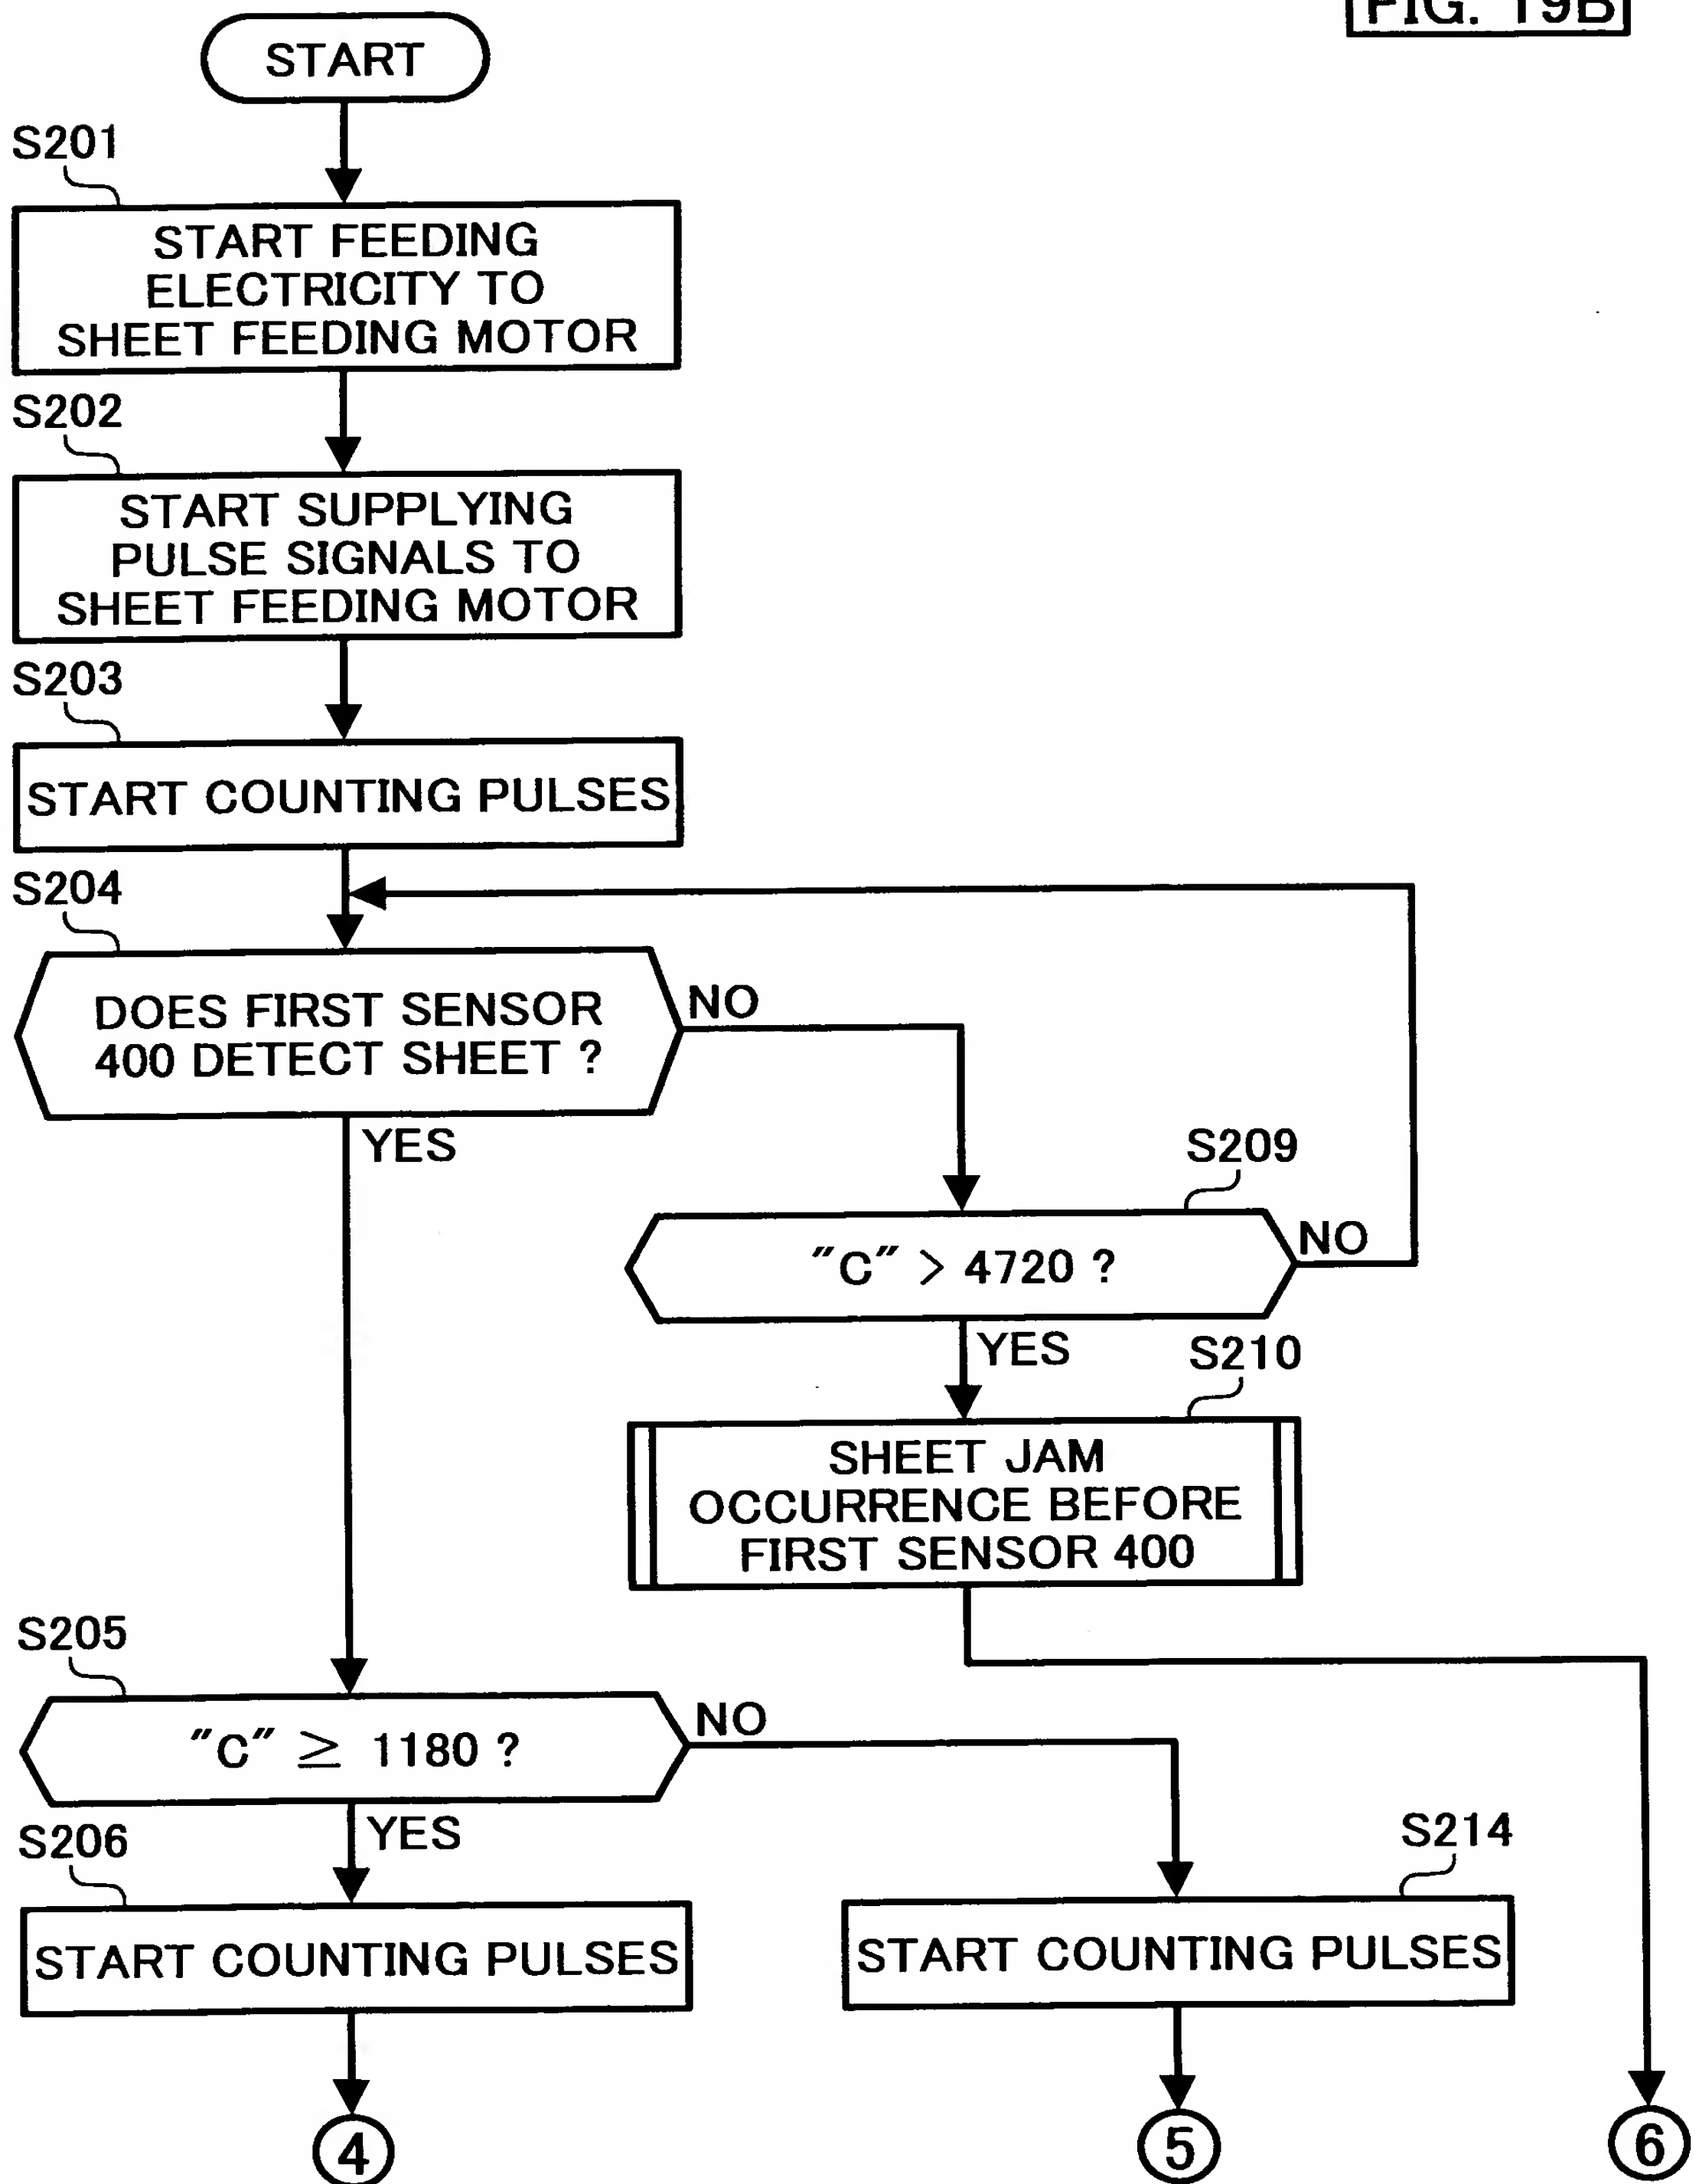 FIG. 19B
START
S201
START FEEDING
ELECTRICITY TO
SHEET FEEDING MOTOR
S202
START SUPPLYING
PULSE SIGNALS TO
SHEET FEEDING MOTOR
S203
START COUNTING PULSES
S204
DOES FIRST SENSOR
400 DETECT SHEET ?
NO
YES
S209
"C" > 4720 ?
NO
YES
S210
SHEET JAM
OCCURRENCE BEFORE
FIRST SENSOR 400
S205
"C" ≥ 1180 ?
NO
YES
S206
START COUNTING PULSES
S214
START COUNTING PULSES
4
5
6